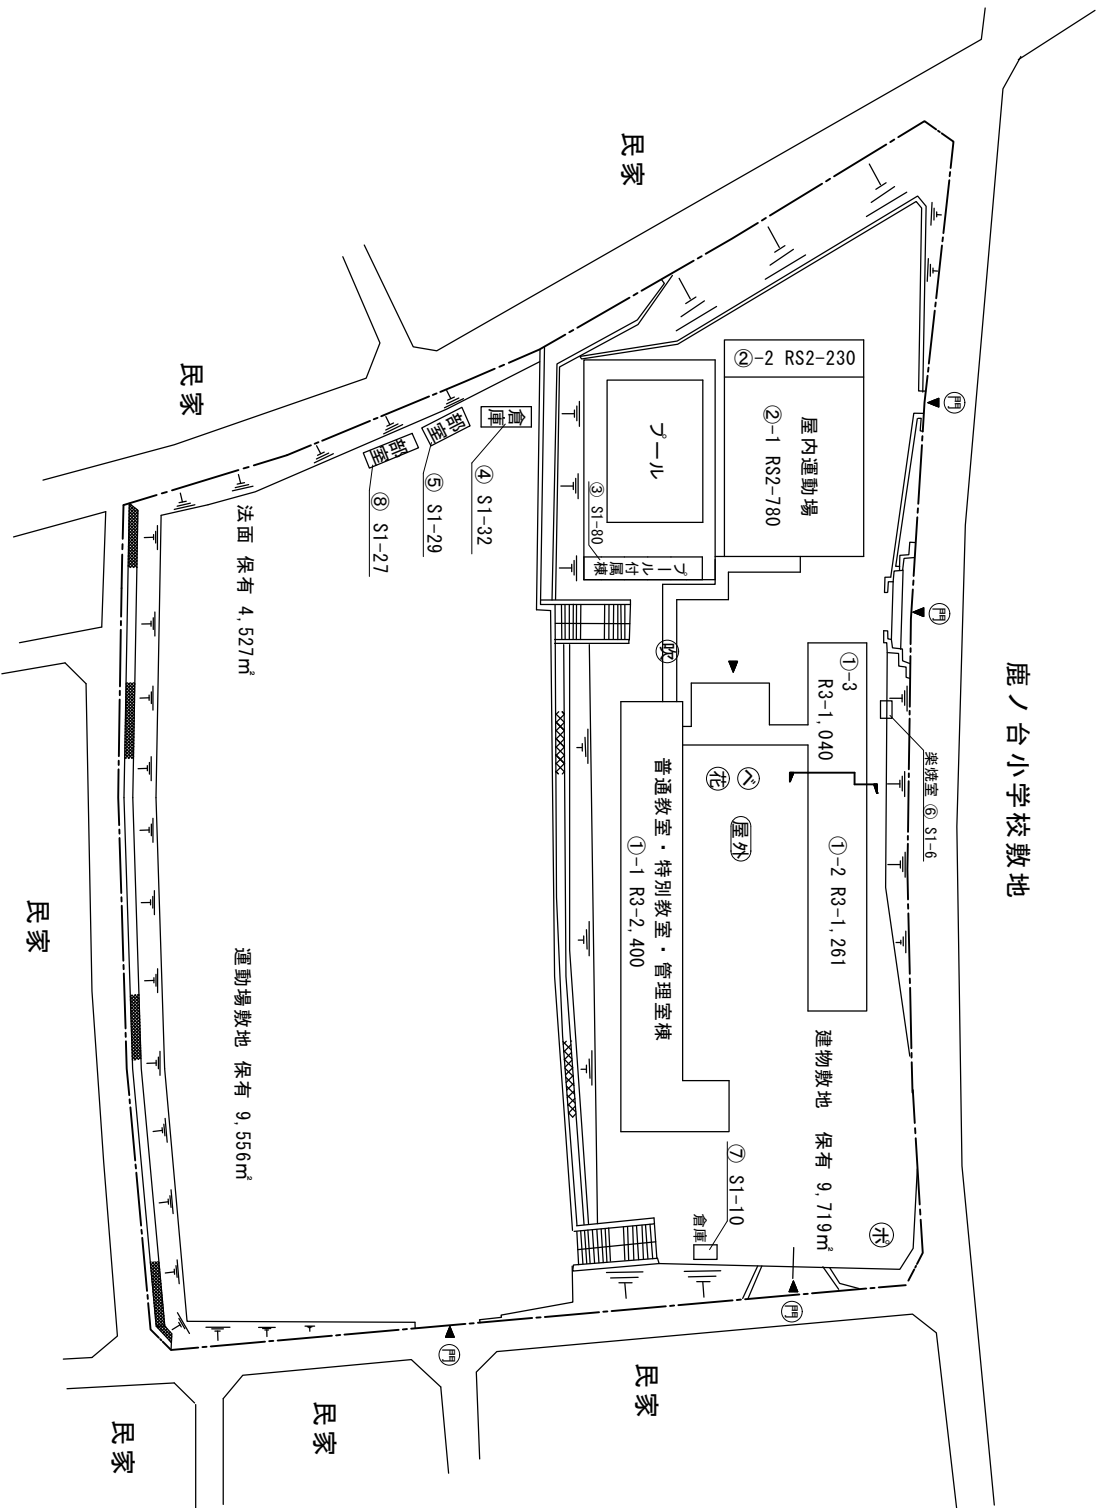 鹿ノ台小学校敷地
民家
民家
民家
民家
民家
民家
門
門
門
門
②-2 RS2-230
屋内運動場
②-1 RS2-780
プール
③ S1-80
プール付属棟
倉庫
④ S1-32
部室
⑤ S1-29
部室
⑧ S1-27
吹
①-3
R3-1,040
楽焼室 ⑥ S1-6
①-2 R3-1,261
ベ
花
屋外
普通教室・特別教室・管理室棟
①-1 R3-2,400
建物敷地 保有 9,719㎡
⑦ S1-10
倉庫
ポ
法面 保有 4,527㎡
運動場敷地 保有 9,556㎡